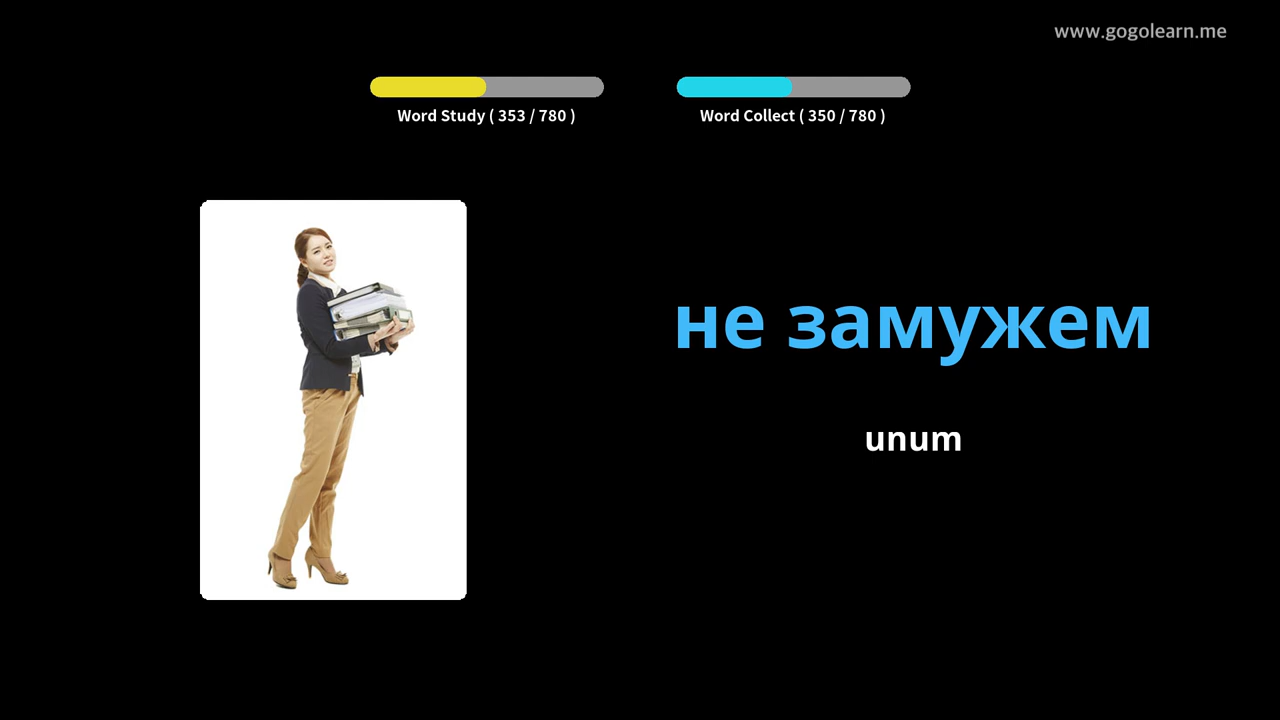 www.gogolearn.me
Word Study ( 353 / 780 )
Word Collect ( 350 / 780 )
не замужем
unum